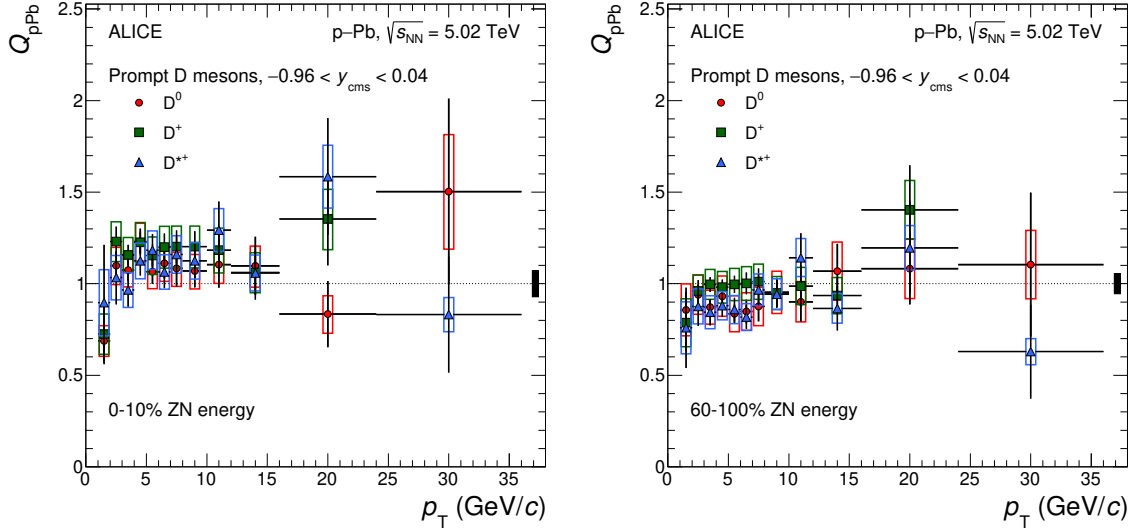 Q_pPb
2.5
2
1.5
1
0.5
0
ALICE
p–Pb, √s_NN = 5.02 TeV
Prompt D mesons, −0.96 < y_cms < 0.04
D⁰
D⁺
D*⁺
0-10% ZN energy
0 5 10 15 20 25 30 35
p_T (GeV/c)
Q_pPb
2.5
2
1.5
1
0.5
0
ALICE
p–Pb, √s_NN = 5.02 TeV
Prompt D mesons, −0.96 < y_cms < 0.04
D⁰
D⁺
D*⁺
60-100% ZN energy
0 5 10 15 20 25 30 35
p_T (GeV/c)